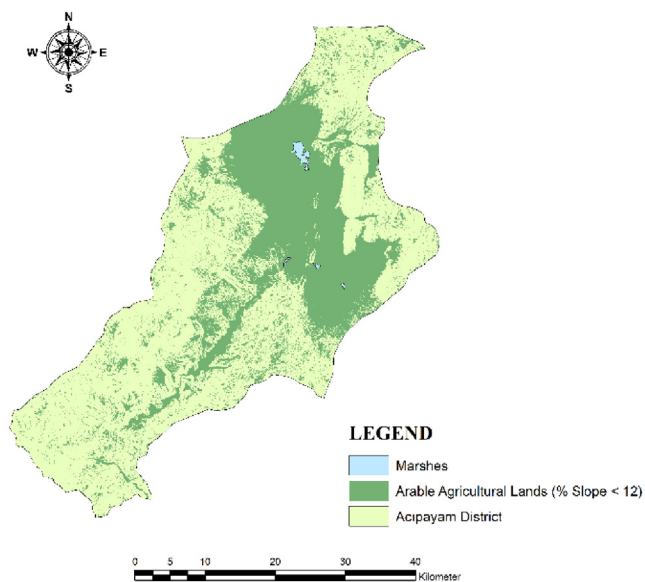 N
W E
S
LEGEND
Marshes
Arable Agricultural Lands (% Slope < 12)
Acıpayam District
0 5 10 20 30 40
Kilometer